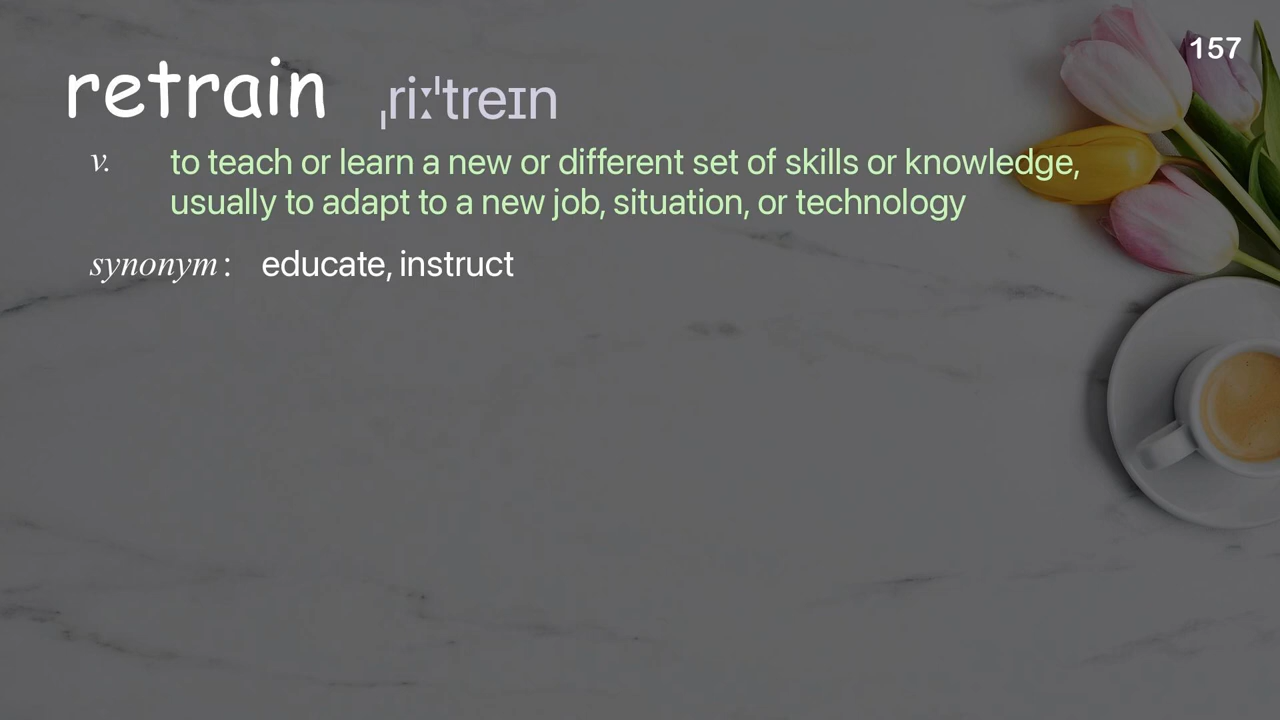 157
retrain ˌriːˈtreɪn
v. to teach or learn a new or different set of skills or knowledge,
usually to adapt to a new job, situation, or technology
synonym : educate, instruct